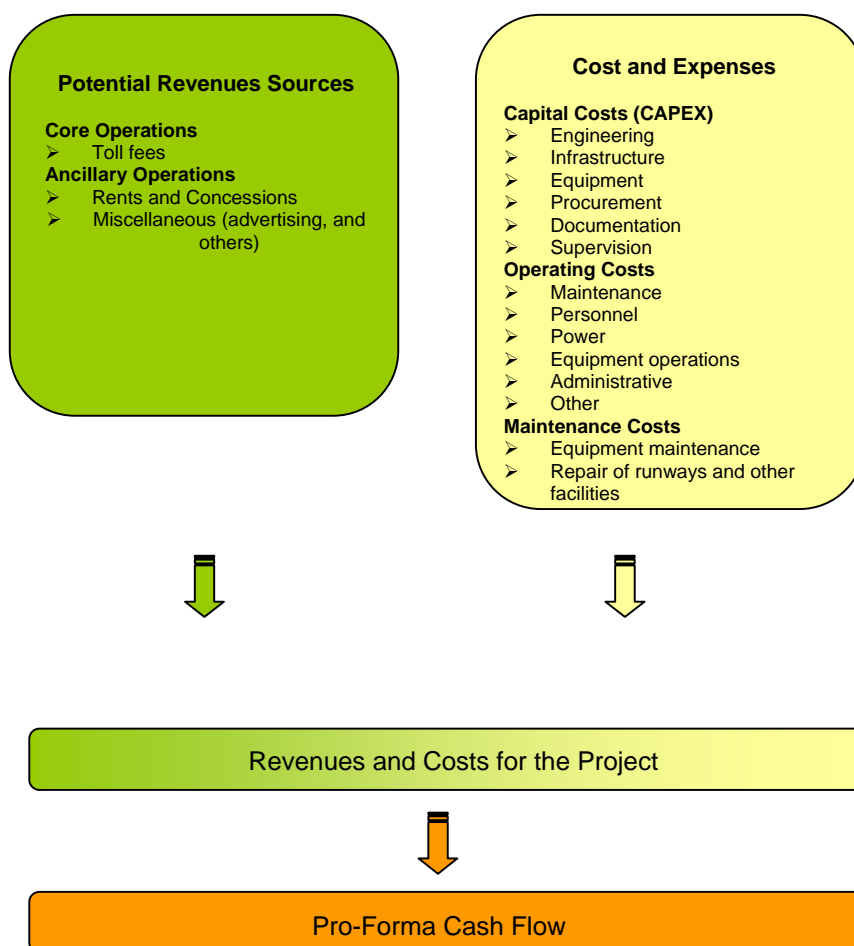 Potential Revenues Sources
Core Operations
➢ Toll fees
Ancillary Operations
➢ Rents and Concessions
➢ Miscellaneous (advertising, and
others)
Cost and Expenses
Capital Costs (CAPEX)
➢ Engineering
➢ Infrastructure
➢ Equipment
➢ Procurement
➢ Documentation
➢ Supervision
Operating Costs
➢ Maintenance
➢ Personnel
➢ Power
➢ Equipment operations
➢ Administrative
➢ Other
Maintenance Costs
➢ Equipment maintenance
➢ Repair of runways and other
facilities
Revenues and Costs for the Project
Pro-Forma Cash Flow